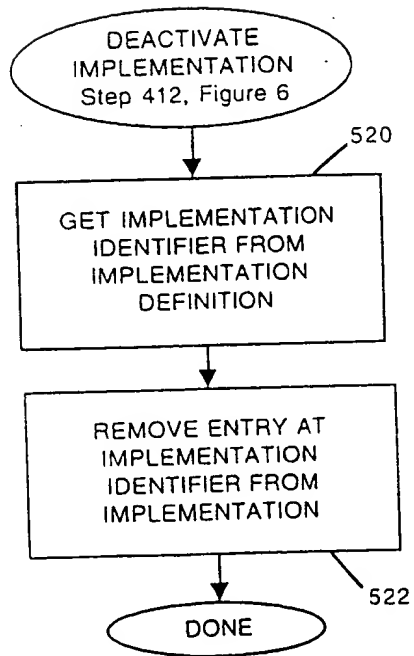 DEACTIVATE
IMPLEMENTATION
Step 412, Figure 6
520
GET IMPLEMENTATION
IDENTIFIER FROM
IMPLEMENTATION
DEFINITION
REMOVE ENTRY AT
IMPLEMENTATION
IDENTIFIER FROM
IMPLEMENTATION
522
DONE